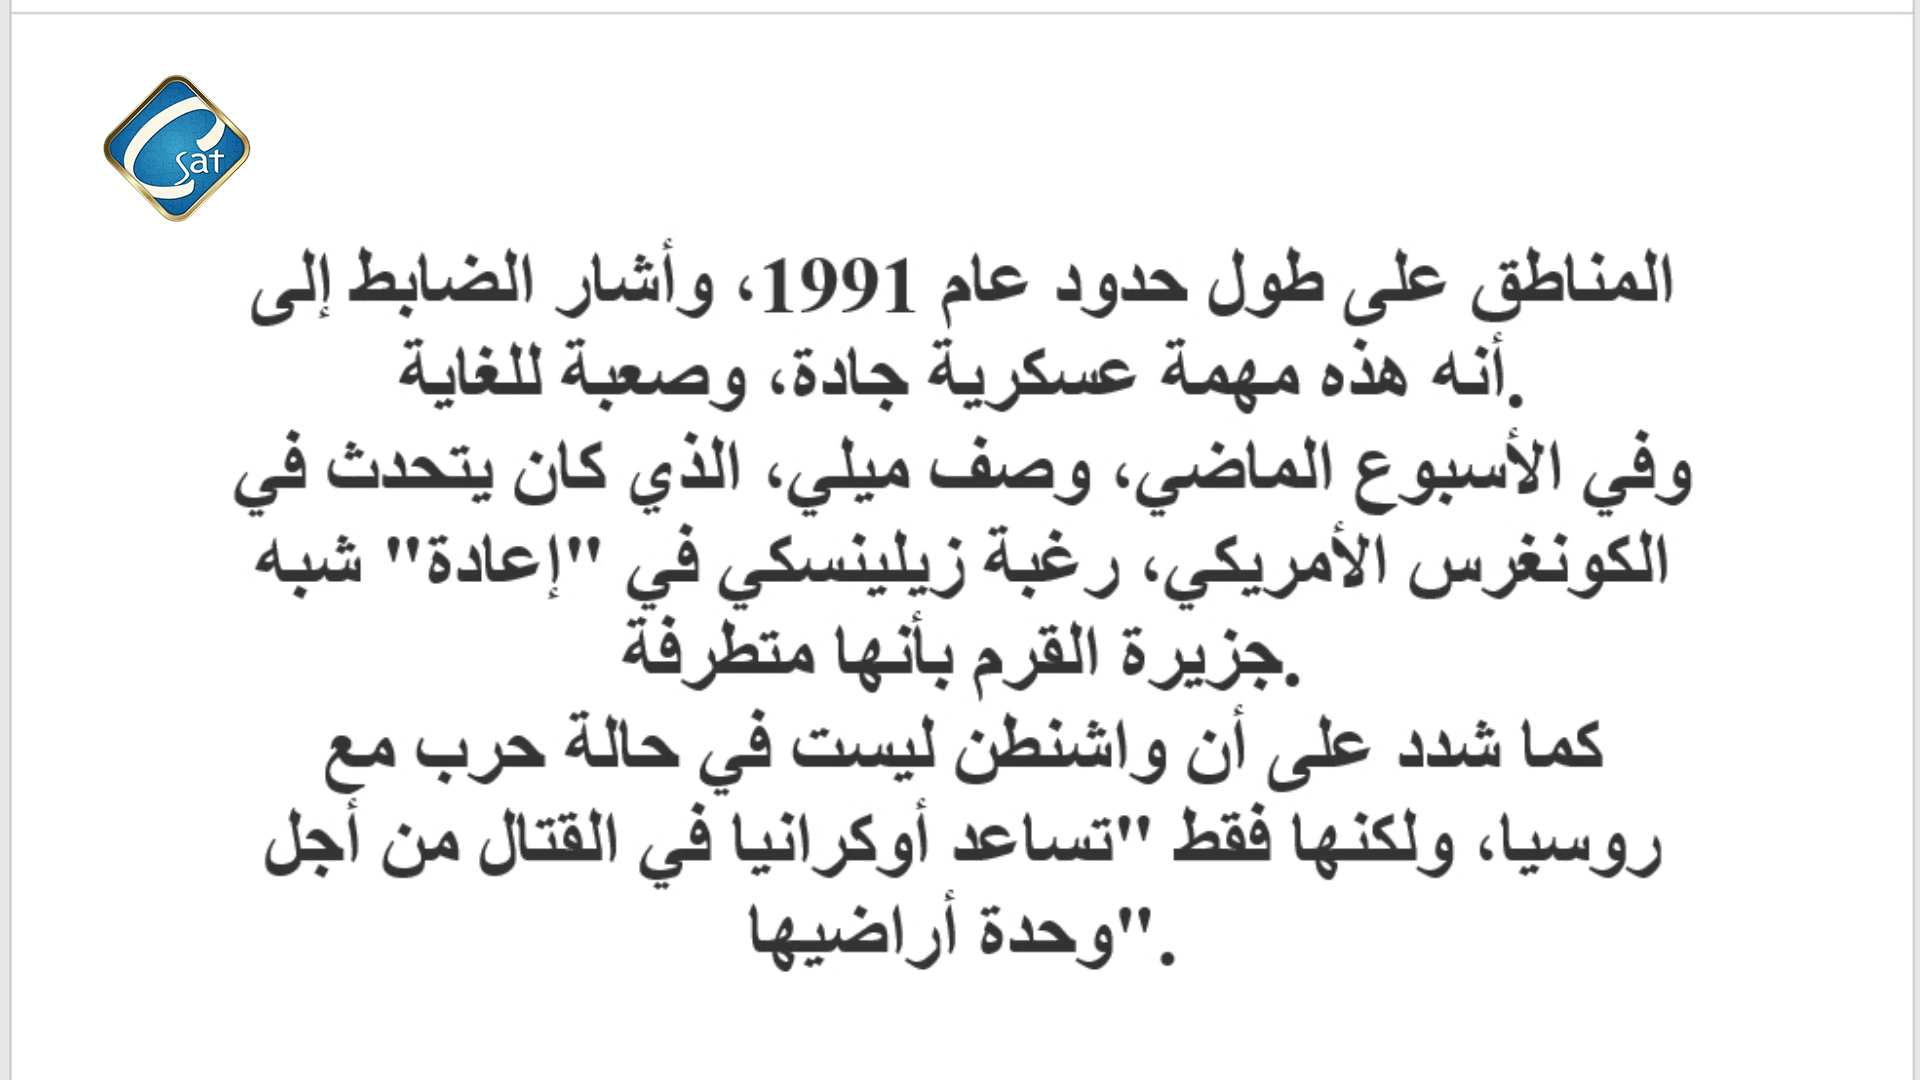 Csat
المناطق على طول حدود عام 1991، وأشار الضابط إلى
أنه هذه مهمة عسكرية جادة، وصعبة للغاية.
وفي الأسبوع الماضي، وصف ميلي، الذي كان يتحدث في
الكونغرس الأمريكي، رغبة زيلينسكي في "إعادة" شبه
جزيرة القرم بأنها متطرفة.
كما شدد على أن واشنطن ليست في حالة حرب مع
روسيا، ولكنها فقط "تساعد أوكرانيا في القتال من أجل
وحدة أراضيها".